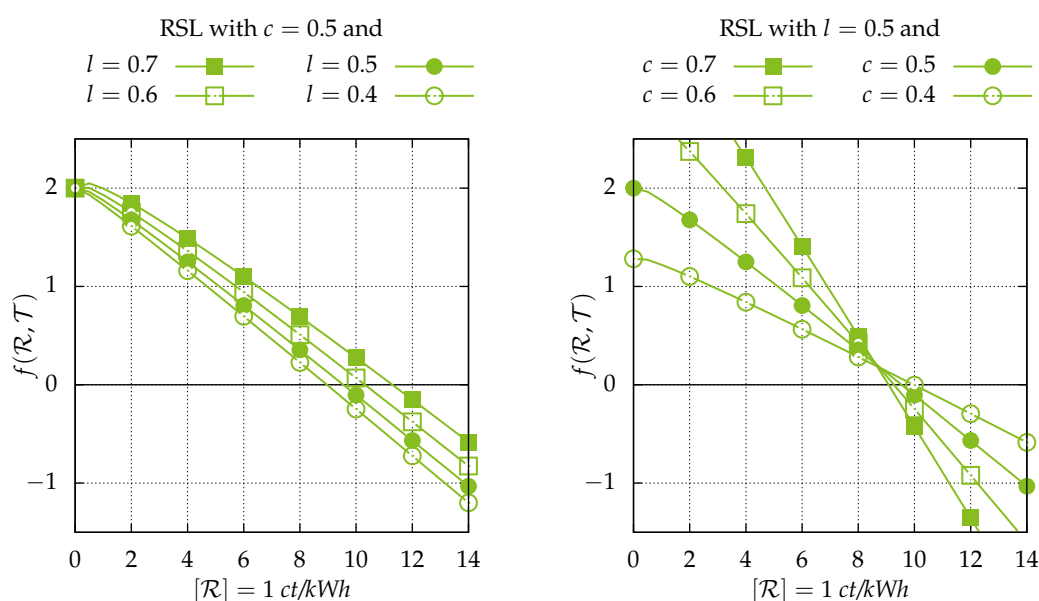 RSL with c = 0.5 and
l = 0.7 l = 0.5
l = 0.6 l = 0.4
2
1
0
−1
f(R, T)
0 2 4 6 8 10 12 14
⌈R⌋ = 1 ct/kWh
RSL with l = 0.5 and
c = 0.7 c = 0.5
c = 0.6 c = 0.4
2
1
0
−1
f(R, T)
0 2 4 6 8 10 12 14
⌈R⌋ = 1 ct/kWh